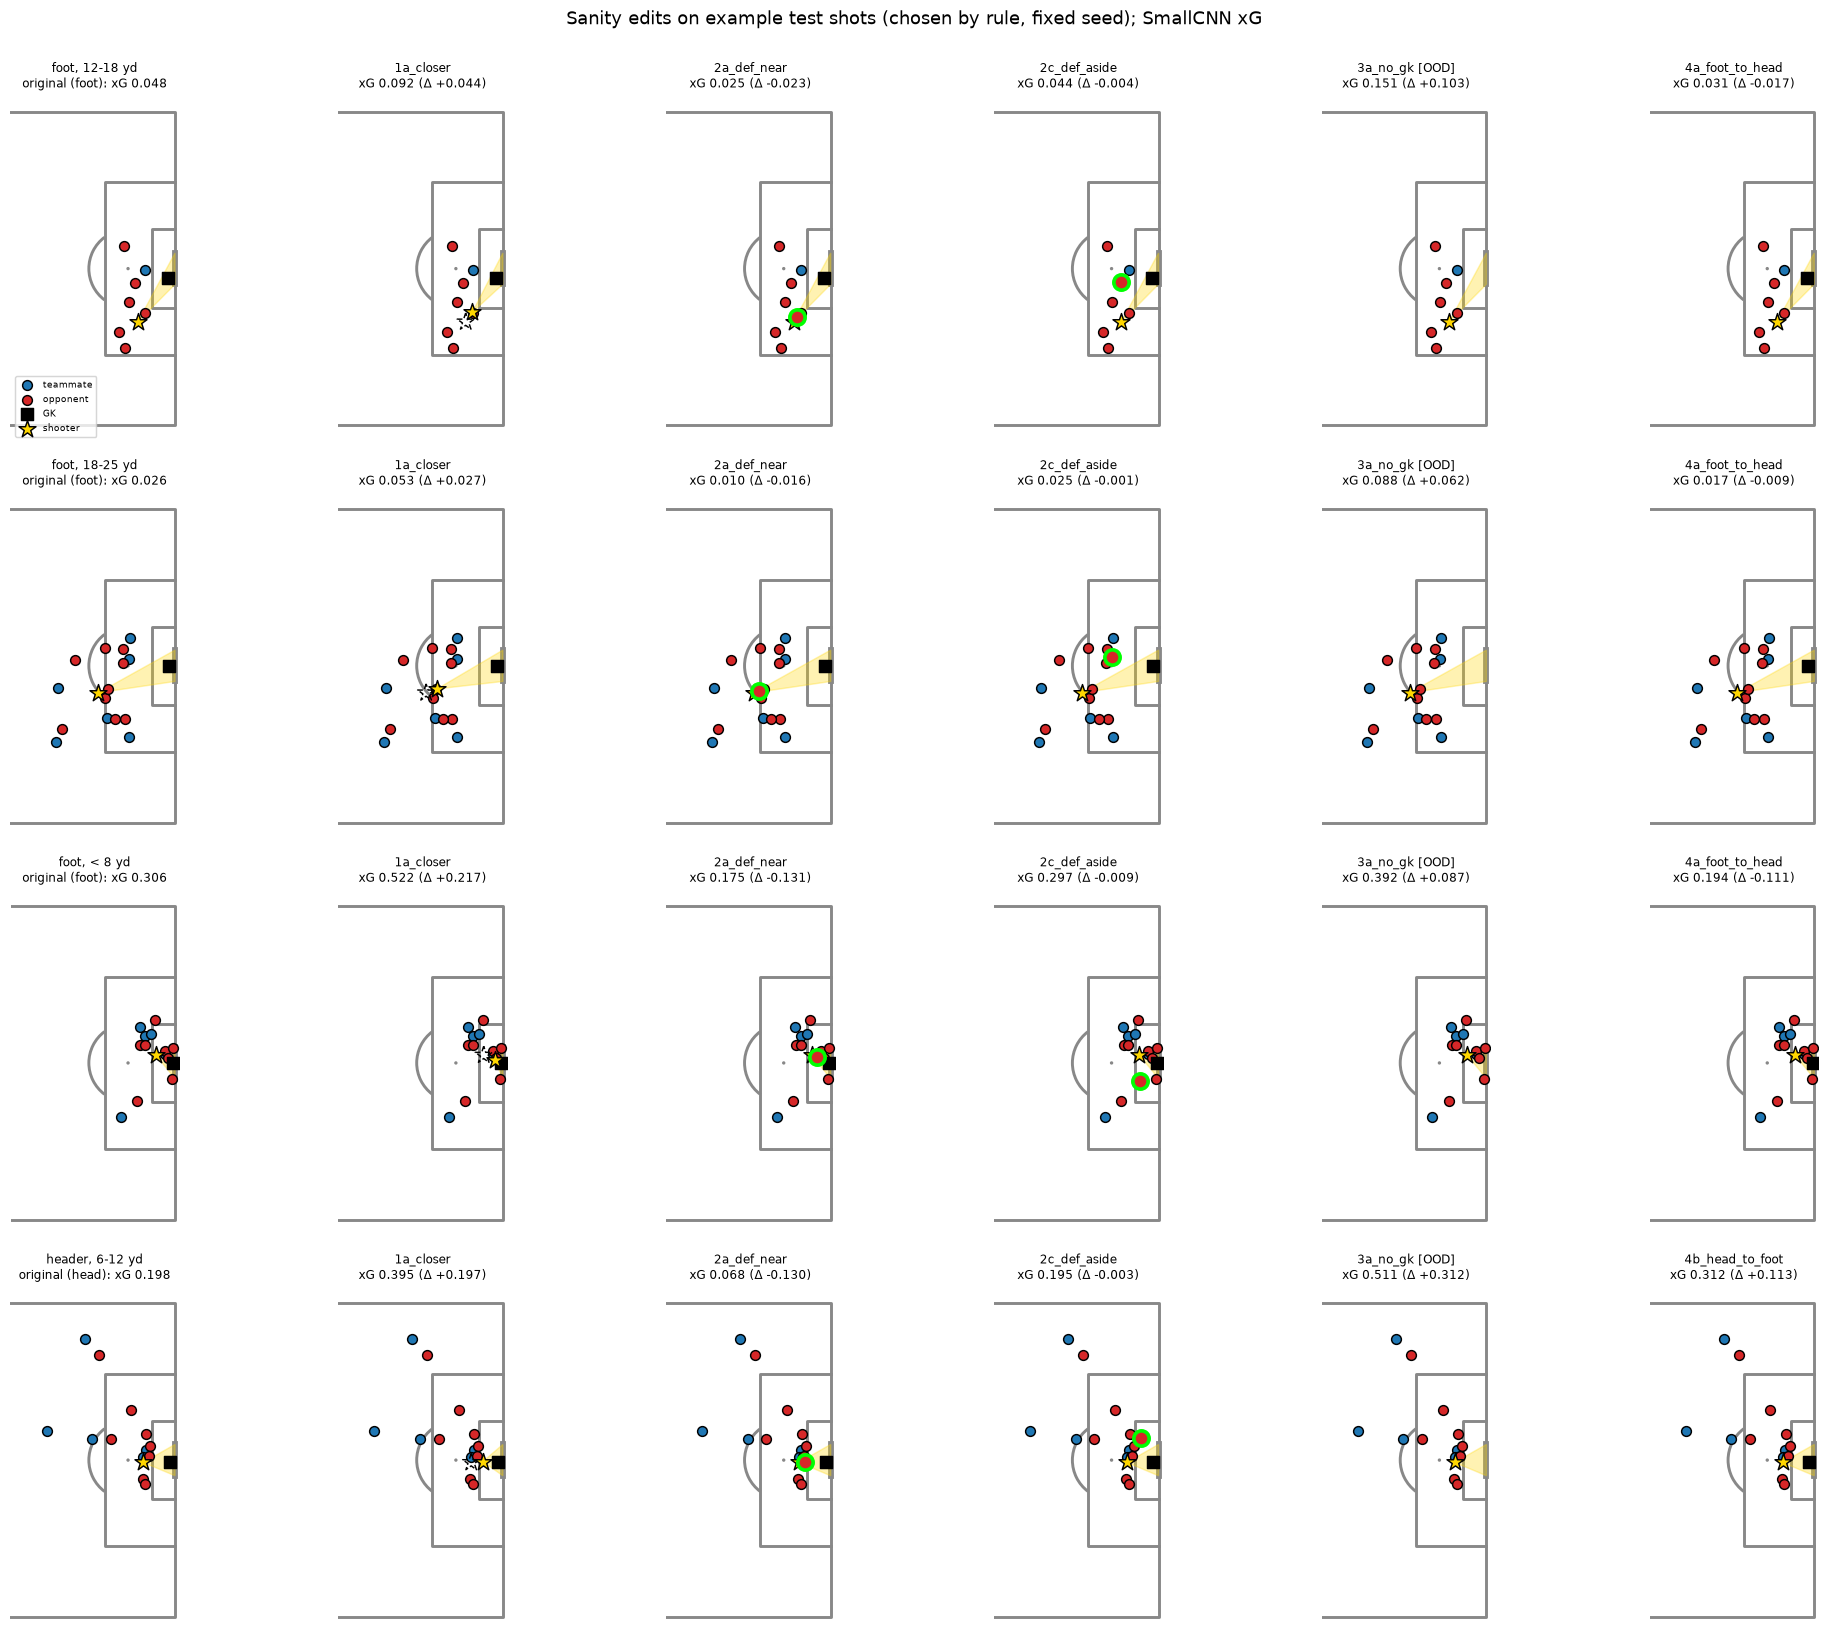 Sanity edits on example test shots (chosen by rule, fixed seed); SmallCNN xG
foot, 12-18 yd
original (foot): xG 0.048
1a_closer
xG 0.092 (Δ +0.044)
2a_def_near
xG 0.025 (Δ -0.023)
2c_def_aside
xG 0.044 (Δ -0.004)
3a_no_gk [OOD]
xG 0.151 (Δ +0.103)
4a_foot_to_head
xG 0.031 (Δ -0.017)
teammate
opponent
GK
shooter
foot, 18-25 yd
original (foot): xG 0.026
1a_closer
xG 0.053 (Δ +0.027)
2a_def_near
xG 0.010 (Δ -0.016)
2c_def_aside
xG 0.025 (Δ -0.001)
3a_no_gk [OOD]
xG 0.088 (Δ +0.062)
4a_foot_to_head
xG 0.017 (Δ -0.009)
foot, < 8 yd
original (foot): xG 0.306
1a_closer
xG 0.522 (Δ +0.217)
2a_def_near
xG 0.175 (Δ -0.131)
2c_def_aside
xG 0.297 (Δ -0.009)
3a_no_gk [OOD]
xG 0.392 (Δ +0.087)
4a_foot_to_head
xG 0.194 (Δ -0.111)
header, 6-12 yd
original (head): xG 0.198
1a_closer
xG 0.395 (Δ +0.197)
2a_def_near
xG 0.068 (Δ -0.130)
2c_def_aside
xG 0.195 (Δ -0.003)
3a_no_gk [OOD]
xG 0.511 (Δ +0.312)
4b_head_to_foot
xG 0.312 (Δ +0.113)